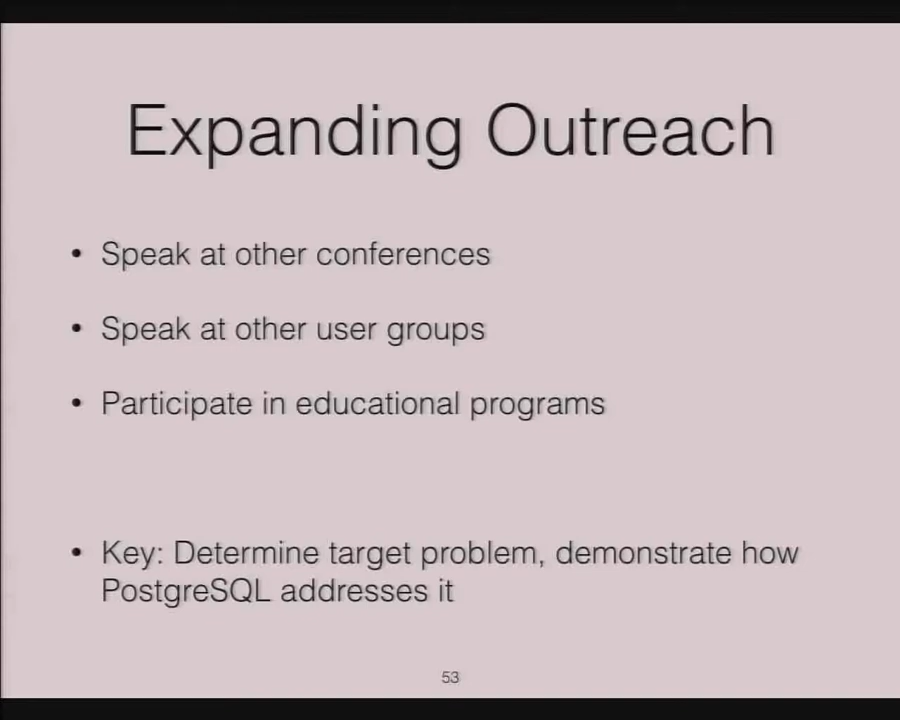 Expanding Outreach
• Speak at other conferences
• Speak at other user groups
• Participate in educational programs
• Key: Determine target problem, demonstrate how
PostgreSQL addresses it
53